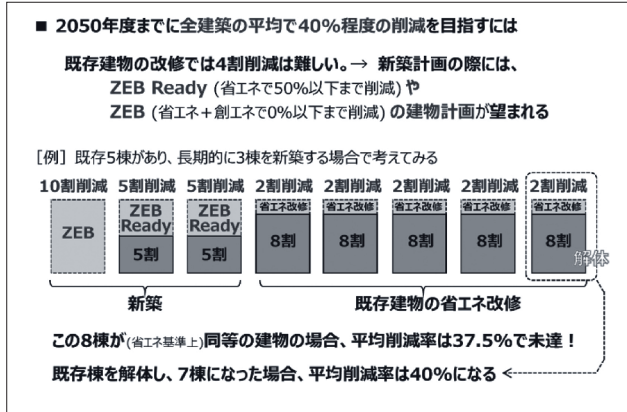 ■ 2050年度までに全建築の平均で40%程度の削減を目指すには
既存建物の改修では4割削減は難しい。→ 新築計画の際には、
ZEB Ready (省エネで50%以下まで削減) や
ZEB (省エネ+創エネで0%以下まで削減) の建物計画が望まれる
[例] 既存5棟があり、長期的に3棟を新築する場合で考えてみる
10割削減 5割削減 5割削減 2割削減 2割削減 2割削減 2割削減 2割削減
ZEB ZEB Ready ZEB Ready 省エネ改修 省エネ改修 省エネ改修 省エネ改修 省エネ改修
5割 5割 8割 8割 8割 8割 8割
解体
新築 既存建物の省エネ改修
この8棟が(省エネ基準上)同等の建物の場合、平均削減率は37.5%で未達!
既存棟を解体し、7棟になった場合、平均削減率は40%になる